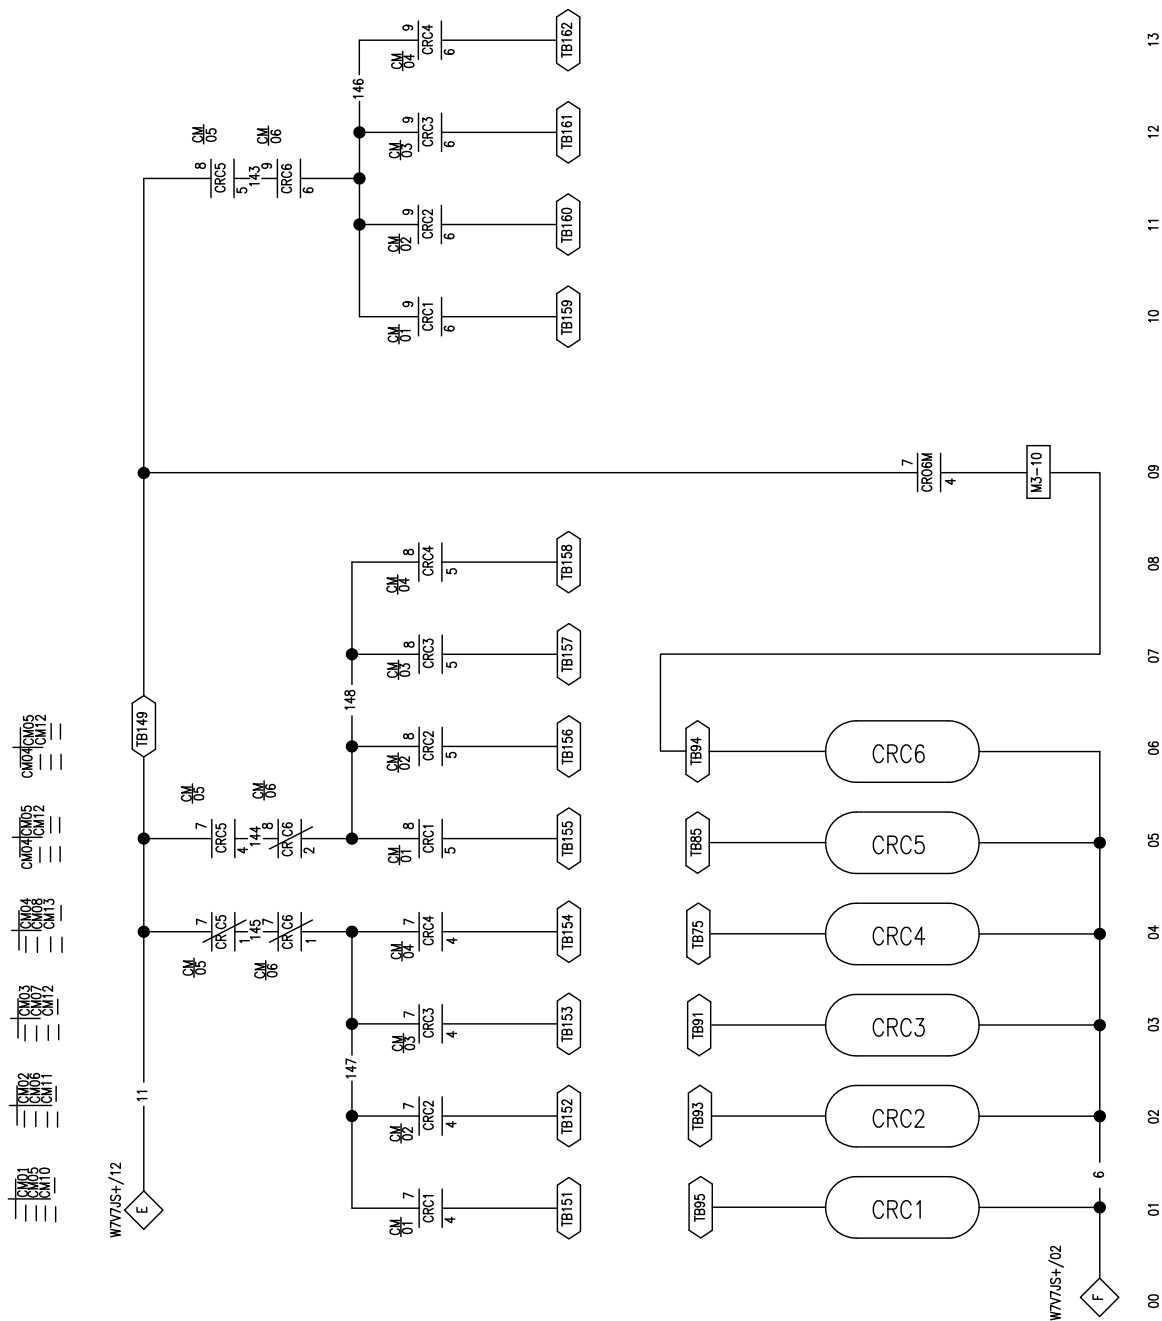 CM01
CM05
CM10
CM02
CM06
CM11
CM03
CM07
CM12
CM04
CM08
CM13
CM04 CM05
CM12
CM04 CM05
CM12
W7V7JS+/12
E
11
TB149
CM
05
7
CRC5
1
145
CM
06
7
CRC6
1
CM
05
7
CRC5
4
144
CM
06
8
CRC6
2
CM
05
8
CRC5
5
143
CM
06
9
CRC6
6
147
148
146
CM
01
7
CRC1
4
TB151
CM
02
7
CRC2
4
TB152
CM
03
7
CRC3
4
TB153
CM
04
7
CRC4
4
TB154
CM
01
8
CRC1
5
TB155
CM
02
8
CRC2
5
TB156
CM
03
8
CRC3
5
TB157
CM
04
8
CRC4
5
TB158
CM
01
9
CRC1
6
TB159
CM
02
9
CRC2
6
TB160
CM
03
9
CRC3
6
TB161
CM
04
9
CRC4
6
TB162
TB95
CRC1
TB93
CRC2
TB91
CRC3
TB75
CRC4
TB85
CRC5
TB94
CRC6
7
CR06M
4
M3-10
W7V7JS+/02
F
6
00
01
02
03
04
05
06
07
08
09
10
11
12
13